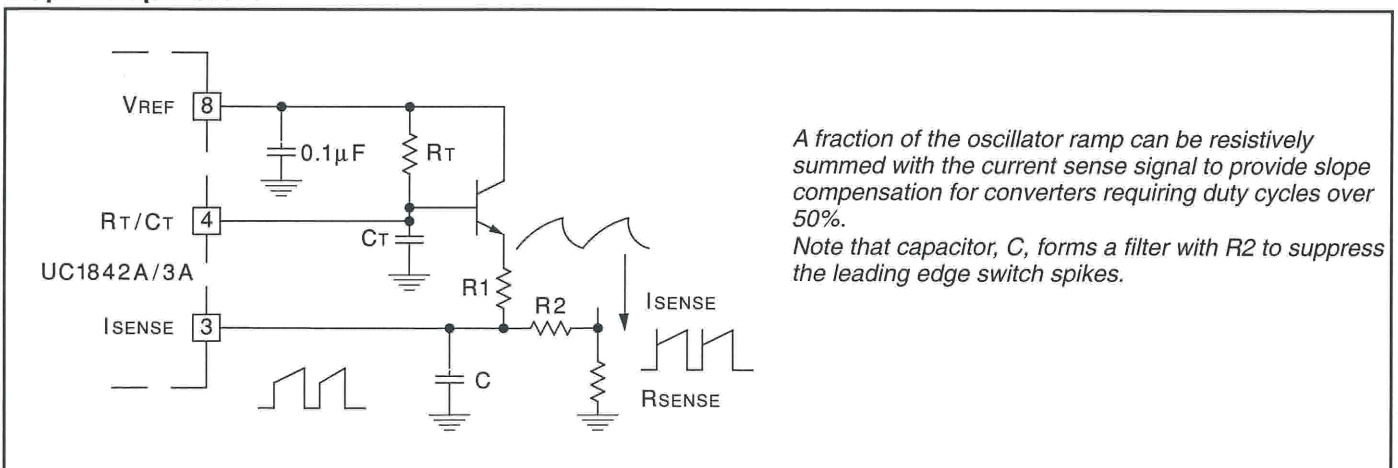 VREF 8
0.1µF
RT
RT/CT 4
CT
UC1842A/3A
R1
R2
ISENSE
ISENSE 3
C
RSENSE
A fraction of the oscillator ramp can be resistively
summed with the current sense signal to provide slope
compensation for converters requiring duty cycles over
50%.
Note that capacitor, C, forms a filter with R2 to suppress
the leading edge switch spikes.